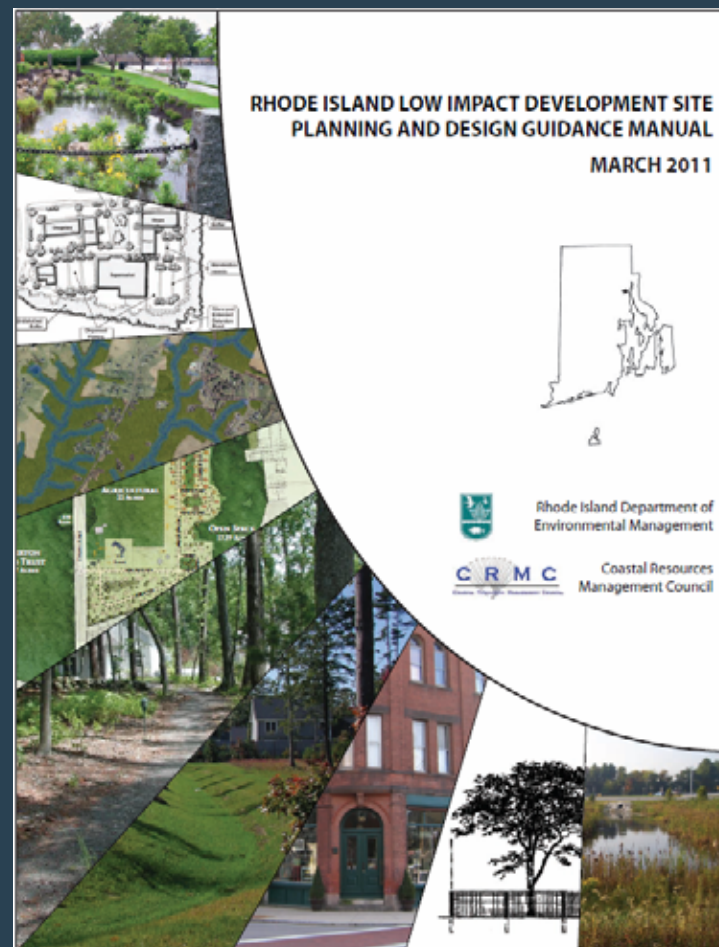 RHODE ISLAND LOW IMPACT DEVELOPMENT SITE
PLANNING AND DESIGN GUIDANCE MANUAL
MARCH 2011
Rhode Island Department of
Environmental Management
CRMC
Coastal Resources
Management Council
AGRICULTURAL
OPEN SPACE
TRUST